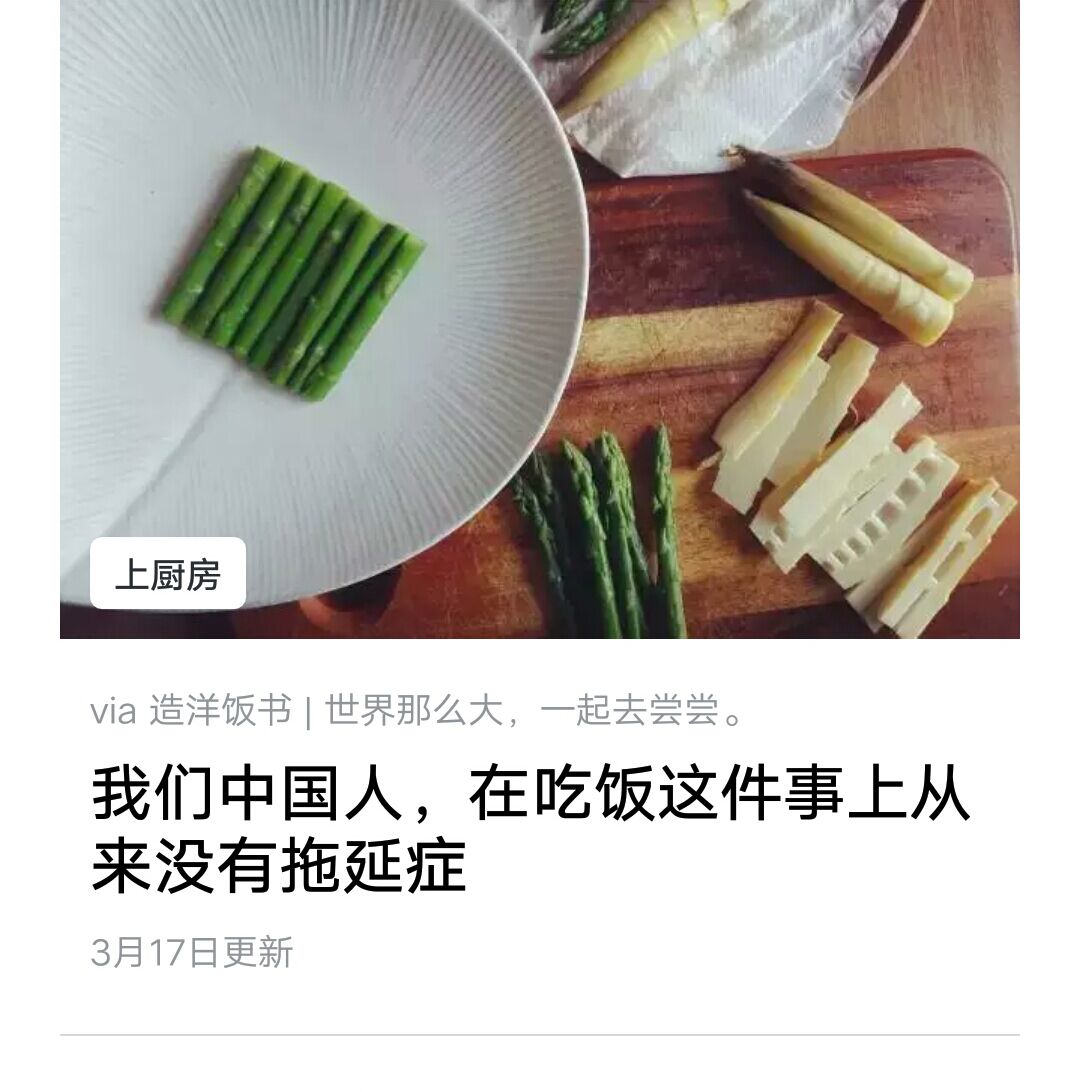 上厨房
via 造洋饭书 | 世界那么大，一起去尝尝。
我们中国人，在吃饭这件事上从
来没有拖延症
3月17日更新